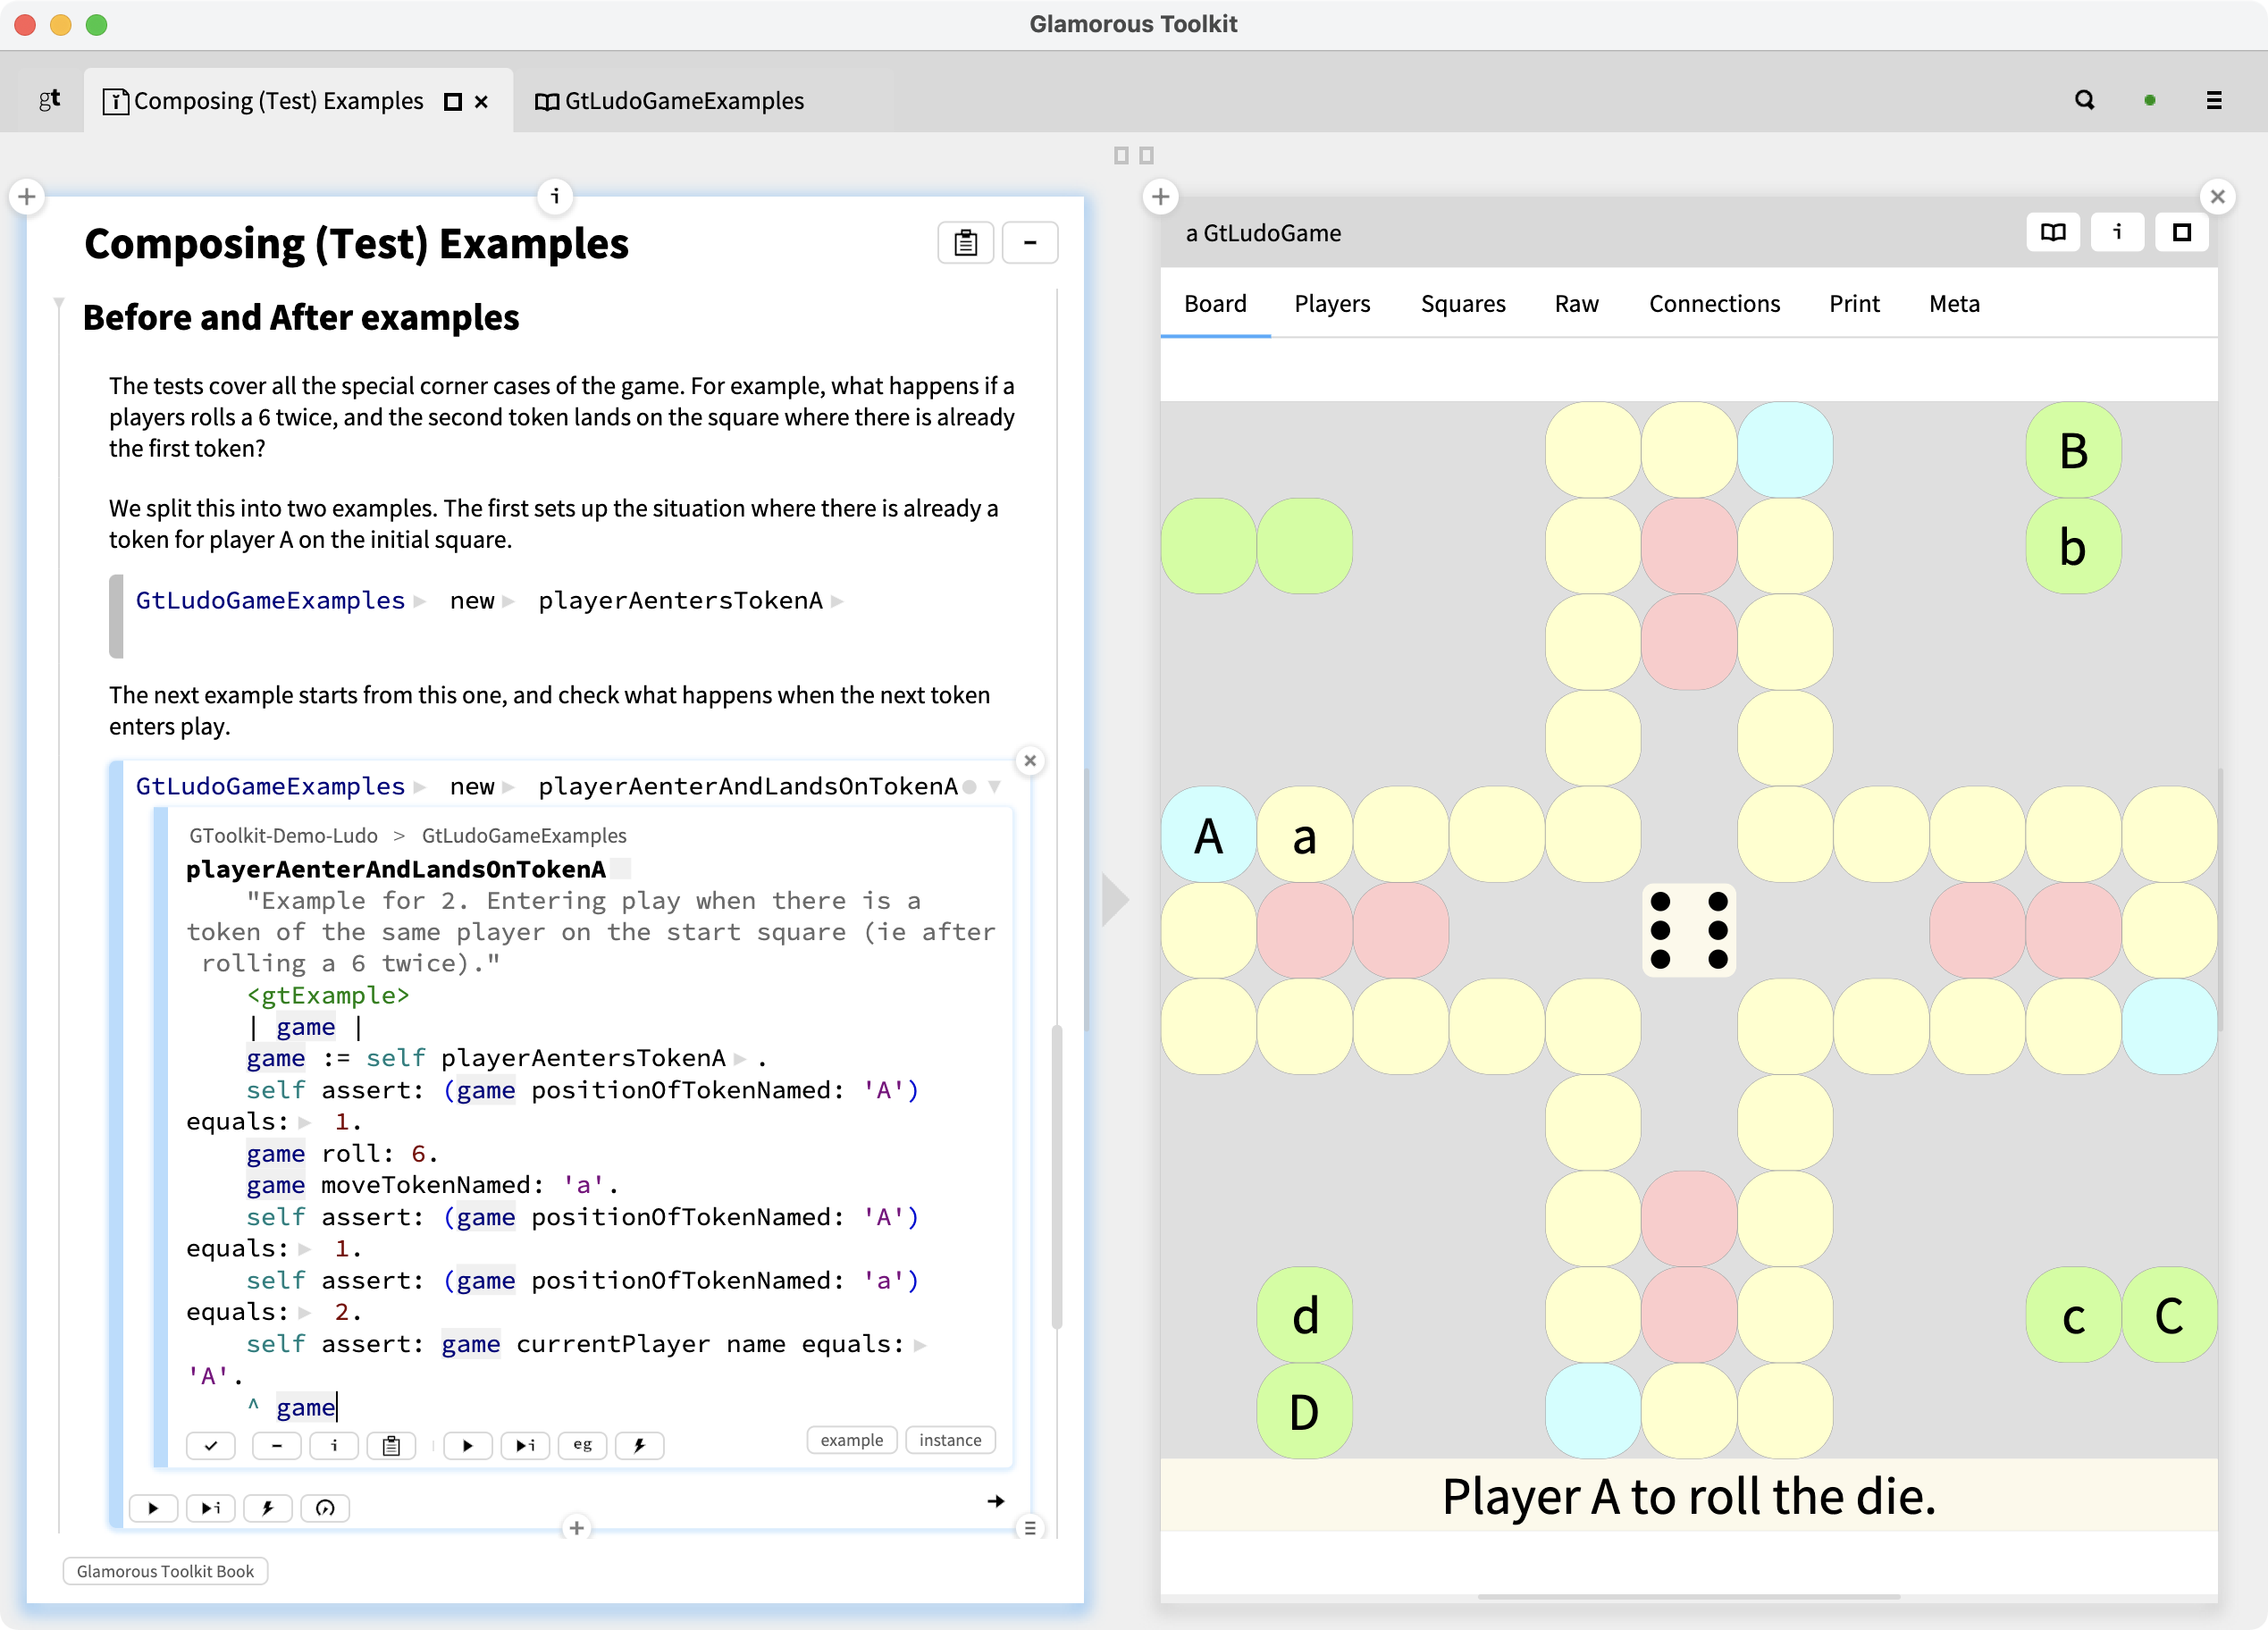 Glamorous Toolkit
gt
Composing (Test) Examples
GtLudoGameExamples
i
Composing (Test) Examples
Before and After examples
The tests cover all the special corner cases of the game. For example, what happens if a
players rolls a 6 twice, and the second token lands on the square where there is already
the first token?
We split this into two examples. The first sets up the situation where there is already a
token for player A on the initial square.
GtLudoGameExamples new playerAentersTokenA
The next example starts from this one, and check what happens when the next token
enters play.
GtLudoGameExamples new playerAenterAndLandsOnTokenA
GToolkit-Demo-Ludo > GtLudoGameExamples
playerAenterAndLandsOnTokenA
"Example for 2. Entering play when there is a
token of the same player on the start square (ie after
rolling a 6 twice)."
<gtExample>
| game |
game := self playerAentersTokenA .
self assert: (game positionOfTokenNamed: 'A')
equals: 1.
game roll: 6.
game moveTokenNamed: 'a'.
self assert: (game positionOfTokenNamed: 'A')
equals: 1.
self assert: (game positionOfTokenNamed: 'a')
equals: 2.
self assert: game currentPlayer name equals:
'A'.
^ game
i
i
eg
example
instance
i
Glamorous Toolkit Book
a GtLudoGame
i
Board
Players
Squares
Raw
Connections
Print
Meta
B
b
A
a
d
c
C
D
Player A to roll the die.